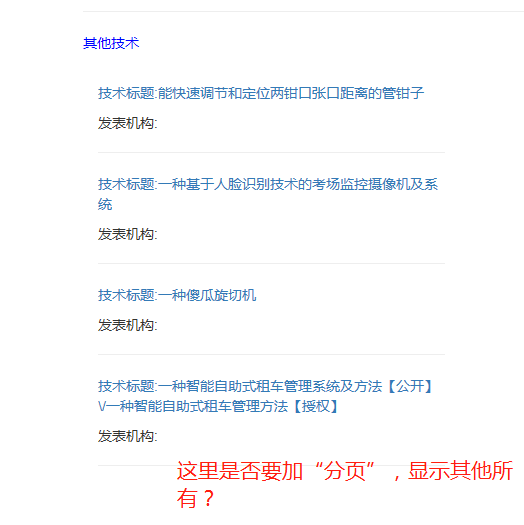 其他技术
技术标题:能快速调节和定位两钳口张口距离的管钳子
发表机构:
技术标题:一种基于人脸识别技术的考场监控摄像机及系
统
发表机构:
技术标题:一种傻瓜旋切机
发表机构:
技术标题:一种智能自助式租车管理系统及方法【公开】
V一种智能自助式租车管理方法【授权】
发表机构:
这里是否要加“分页”，显示其他所
有？